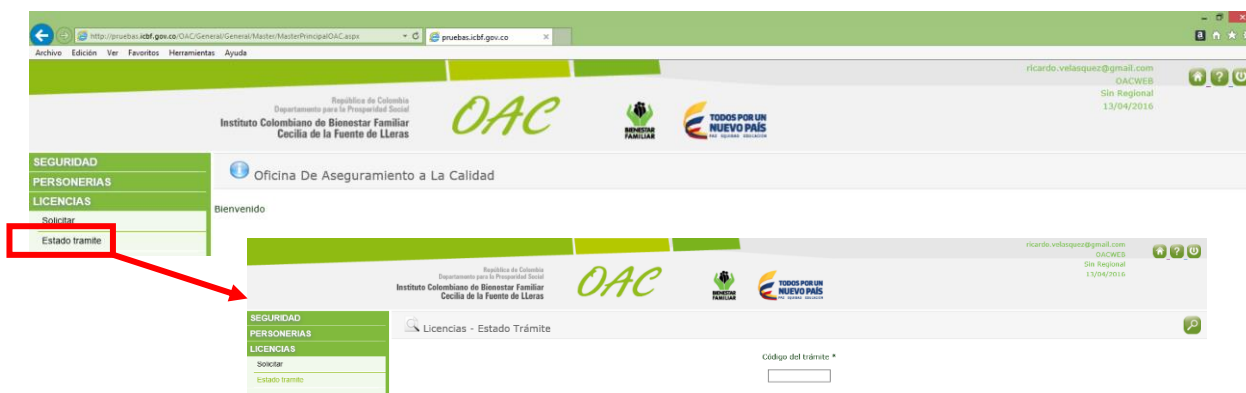 http://pruebas.icbf.gov.co/OAC/General/General/Master/MasterPrincipalOAC.aspx
pruebas.icbf.gov.co
Archivo Edición Ver Favoritos Herramientas Ayuda
ricardo.velasquez@gmail.com
OACWEB
Sin Regional
13/04/2016
República de Colombia
Departamento para la Prosperidad Social
Instituto Colombiano de Bienestar Familiar
Cecilia de la Fuente de LLeras
OAC
BIENESTAR
FAMILIAR
TODOS POR UN
NUEVO PAÍS
PAZ EQUIDAD EDUCACIÓN
SEGURIDAD
PERSONERIAS
LICENCIAS
Solicitar
Estado tramite
Oficina De Aseguramiento a La Calidad
Bienvenido
ricardo.velasquez@gmail.com
OACWEB
Sin Regional
13/04/2016
República de Colombia
Departamento para la Prosperidad Social
Instituto Colombiano de Bienestar Familiar
Cecilia de la Fuente de LLeras
OAC
BIENESTAR
FAMILIAR
TODOS POR UN
NUEVO PAÍS
PAZ EQUIDAD EDUCACIÓN
SEGURIDAD
PERSONERIAS
LICENCIAS
Solicitar
Estado tramite
Licencias - Estado Trámite
Código del trámite *